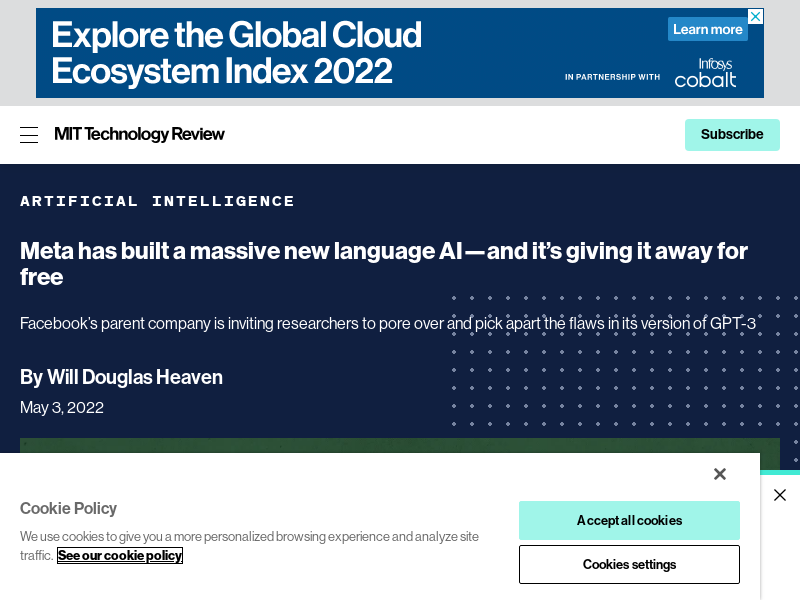 Explore the Global Cloud
Ecosystem Index 2022
Learn more
IN PARTNERSHIP WITH
Infosys
cobalt
MIT Technology Review
Subscribe
ARTIFICIAL INTELLIGENCE
Meta has built a massive new language AI—and it’s giving it away for
free
Facebook’s parent company is inviting researchers to pore over and pick apart the flaws in its version of GPT-3
By Will Douglas Heaven
May 3, 2022
Cookie Policy
We use cookies to give you a more personalized browsing experience and analyze site
traffic. See our cookie policy
Accept all cookies
Cookies settings